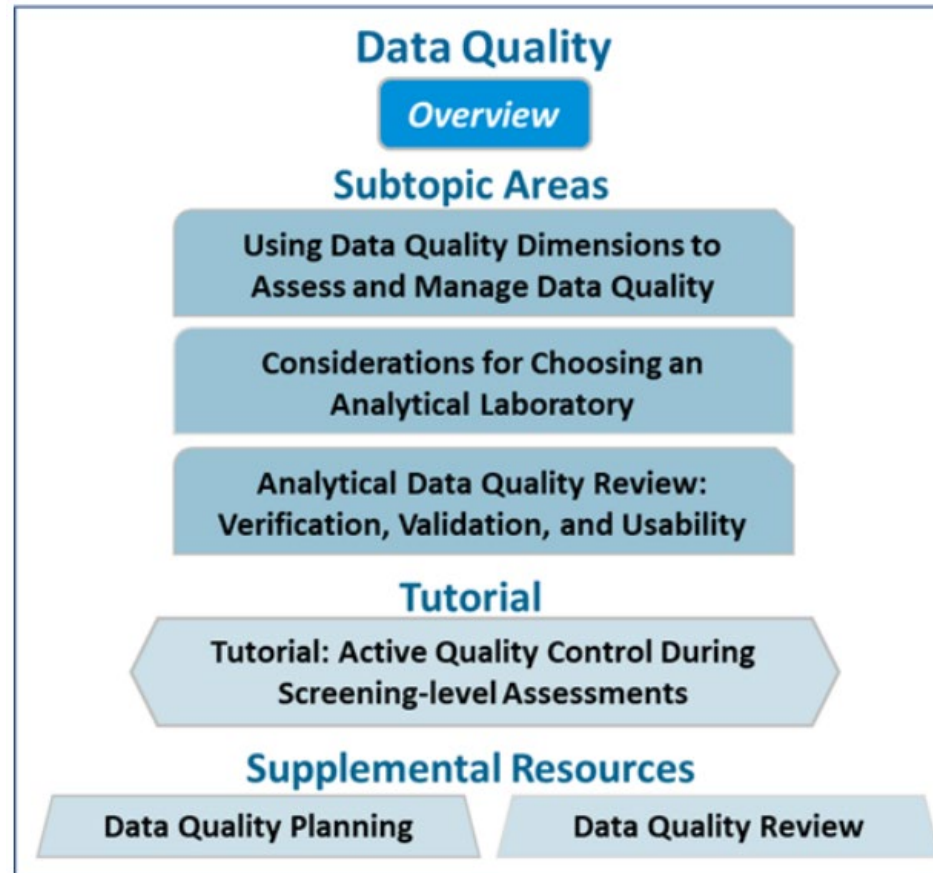 Data Quality
Overview
Subtopic Areas
Using Data Quality Dimensions to
Assess and Manage Data Quality
Considerations for Choosing an
Analytical Laboratory
Analytical Data Quality Review:
Verification, Validation, and Usability
Tutorial
Tutorial: Active Quality Control During
Screening-level Assessments
Supplemental Resources
Data Quality Planning
Data Quality Review